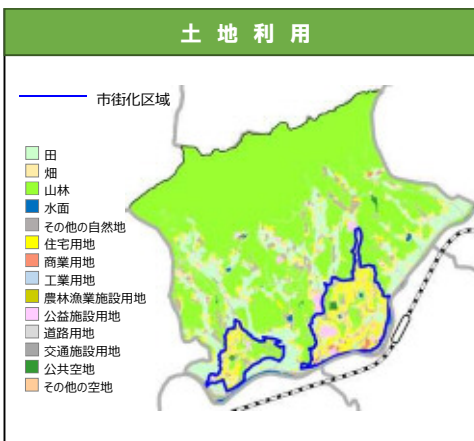 土地利用
市街化区域
田
畑
山林
水面
その他の自然地
住宅用地
商業用地
工業用地
農林漁業施設用地
公益施設用地
道路用地
交通施設用地
公共空地
その他の空地